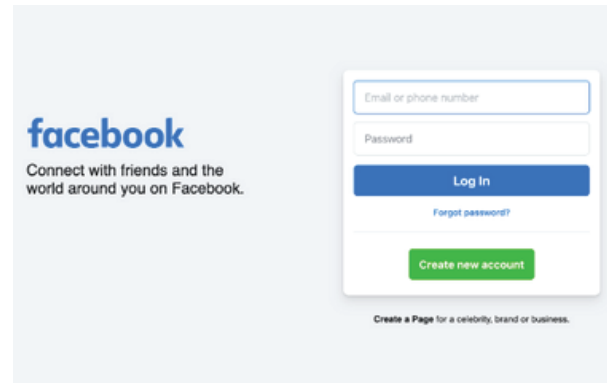 facebook
Connect with friends and the
world around you on Facebook.
Email or phone number
Password
Log In
Forgot password?
Create new account
Create a Page for a celebrity, brand or business.